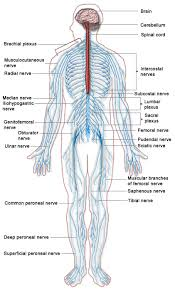 Brain
Cerebellum
Spinal cord
Brachial plexus
Musculocutaneous
nerve
Radial nerve
Intercostal
nerves
Median nerve
Iliohypogastric
nerve
Genitofemoral
nerve
Obturator
nerve
Ulnar nerve
Subcostal nerve
Lumbar
plexus
Sacral
plexus
Femoral nerve
Pudendal nerve
Sciatic nerve
Muscular branches
of femoral nerve
Saphenous nerve
Tibial nerve
Common peroneal nerve
Deep peroneal nerve
Superficial peroneal nerve